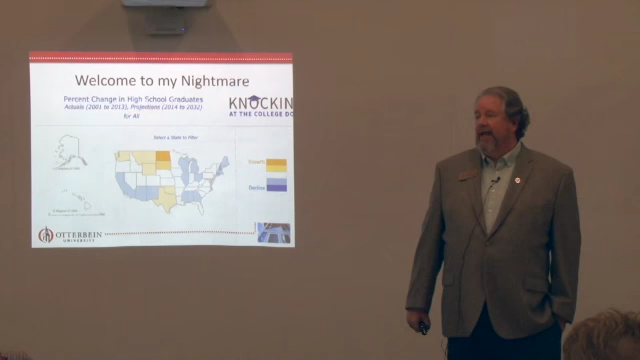 Welcome to my Nightmare
Percent Change in High School Graduates
Actuals (2001 to 2013), Projections (2014 to 2032)
for All
KNOCKIN
AT THE COLLEGE DO
Select a State to Filter
Growth
Decline
OTTERBEIN
UNIVERSITY